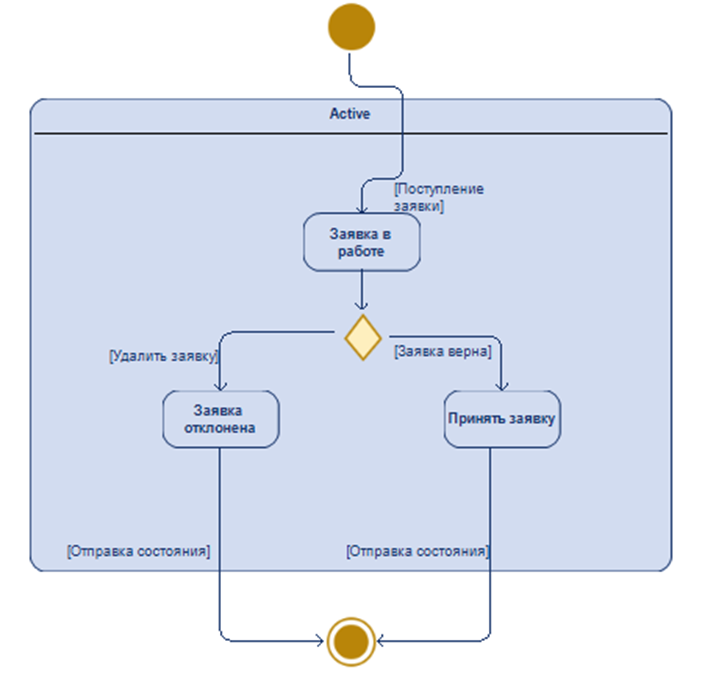 Active
[Поступление
заявки]
Заявка в
работе
[Удалить заявку]
[Заявка верна]
Заявка
отклонена
Принять заявку
[Отправка состояния]
[Отправка состояния]